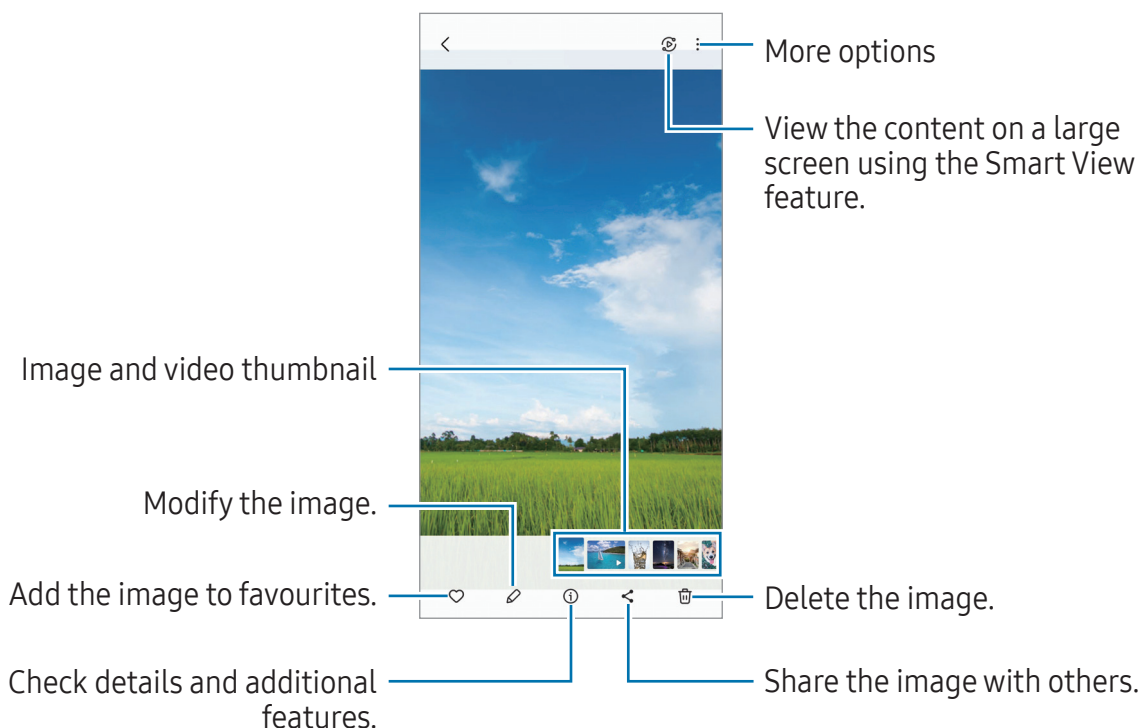 More options
View the content on a large
screen using the Smart View
feature.
Image and video thumbnail
Modify the image.
Add the image to favourites.
Delete the image.
Check details and additional
features.
Share the image with others.